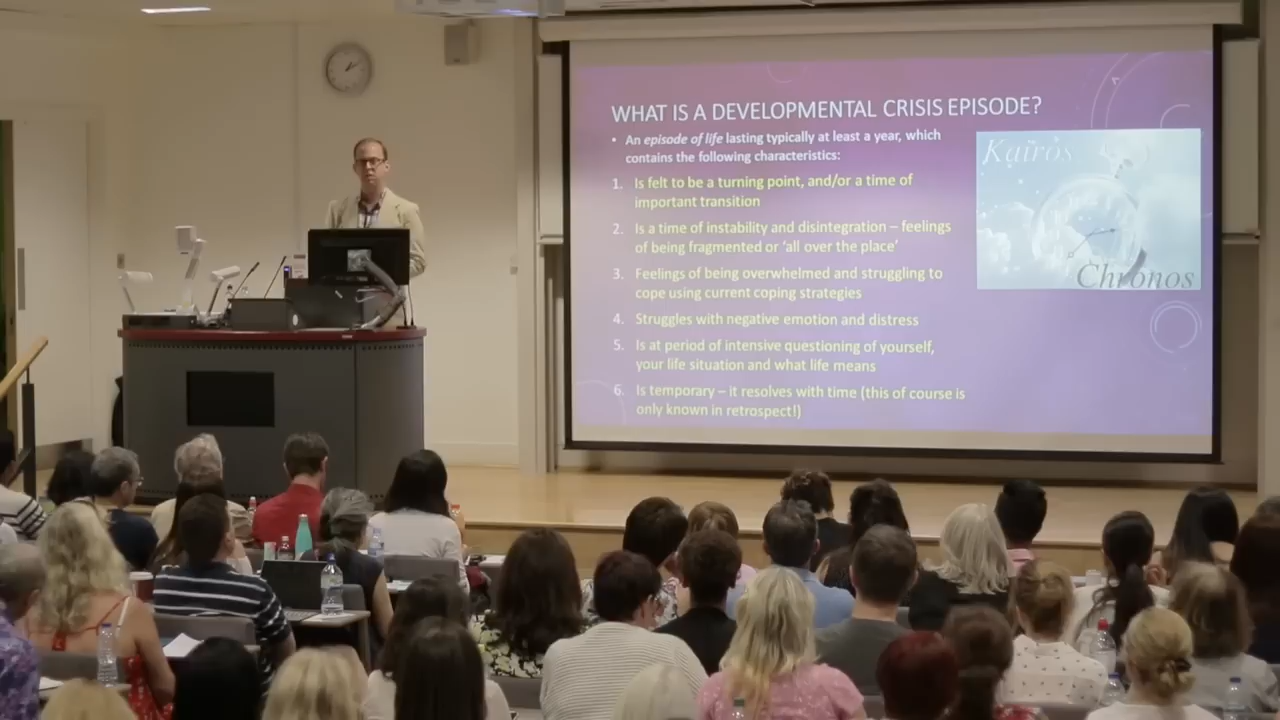 WHAT IS A DEVELOPMENTAL CRISIS EPISODE?
• An episode of life lasting typically at least a year, which
contains the following characteristics:
1. Is felt to be a turning point, and/or a time of
important transition
2. Is a time of instability and disintegration – feelings
of being fragmented or 'all over the place'
3. Feelings of being overwhelmed and struggling to
cope using current coping strategies
4. Struggles with negative emotion and distress
5. Is at period of intensive questioning of yourself,
your life situation and what life means
6. Is temporary – it resolves with time (this of course is
only known in retrospect!)
Kairos
Chronos